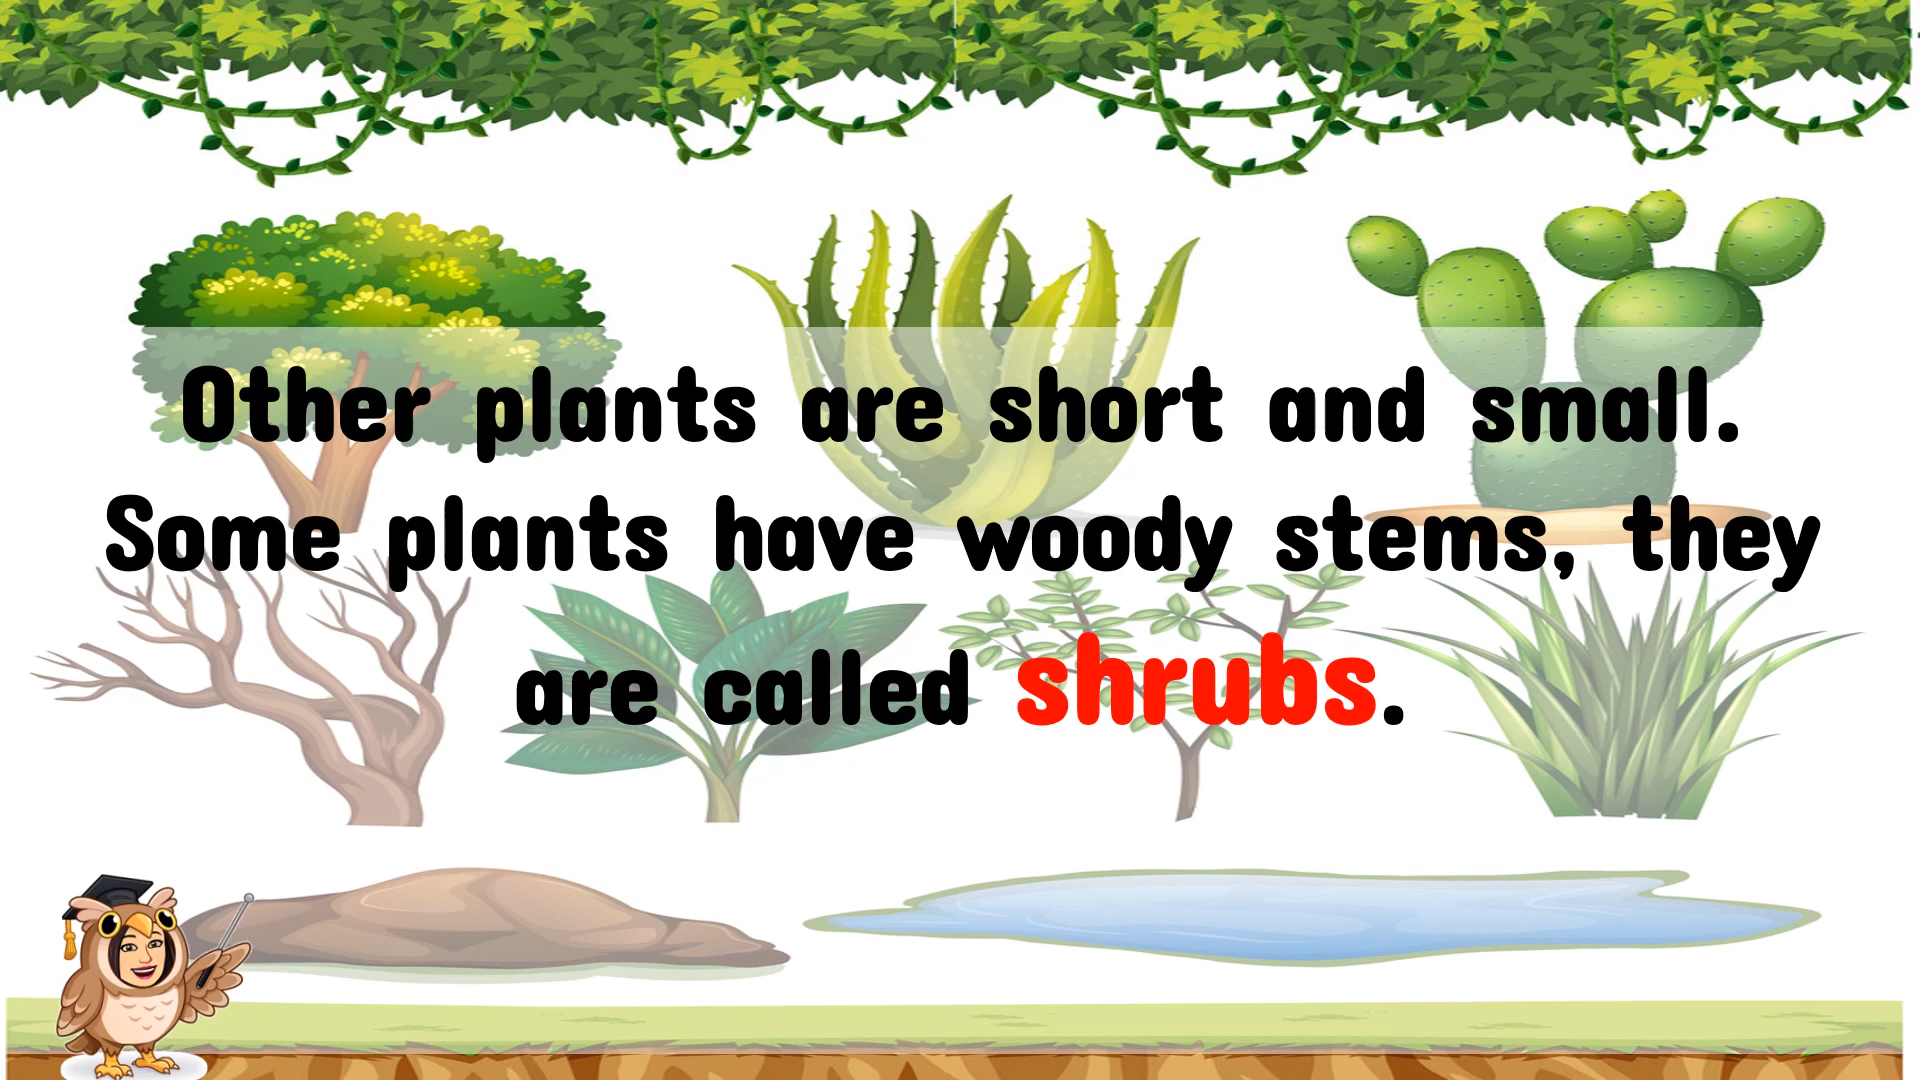 Other plants are short and small.
Some plants have woody stems, they
are called shrubs.